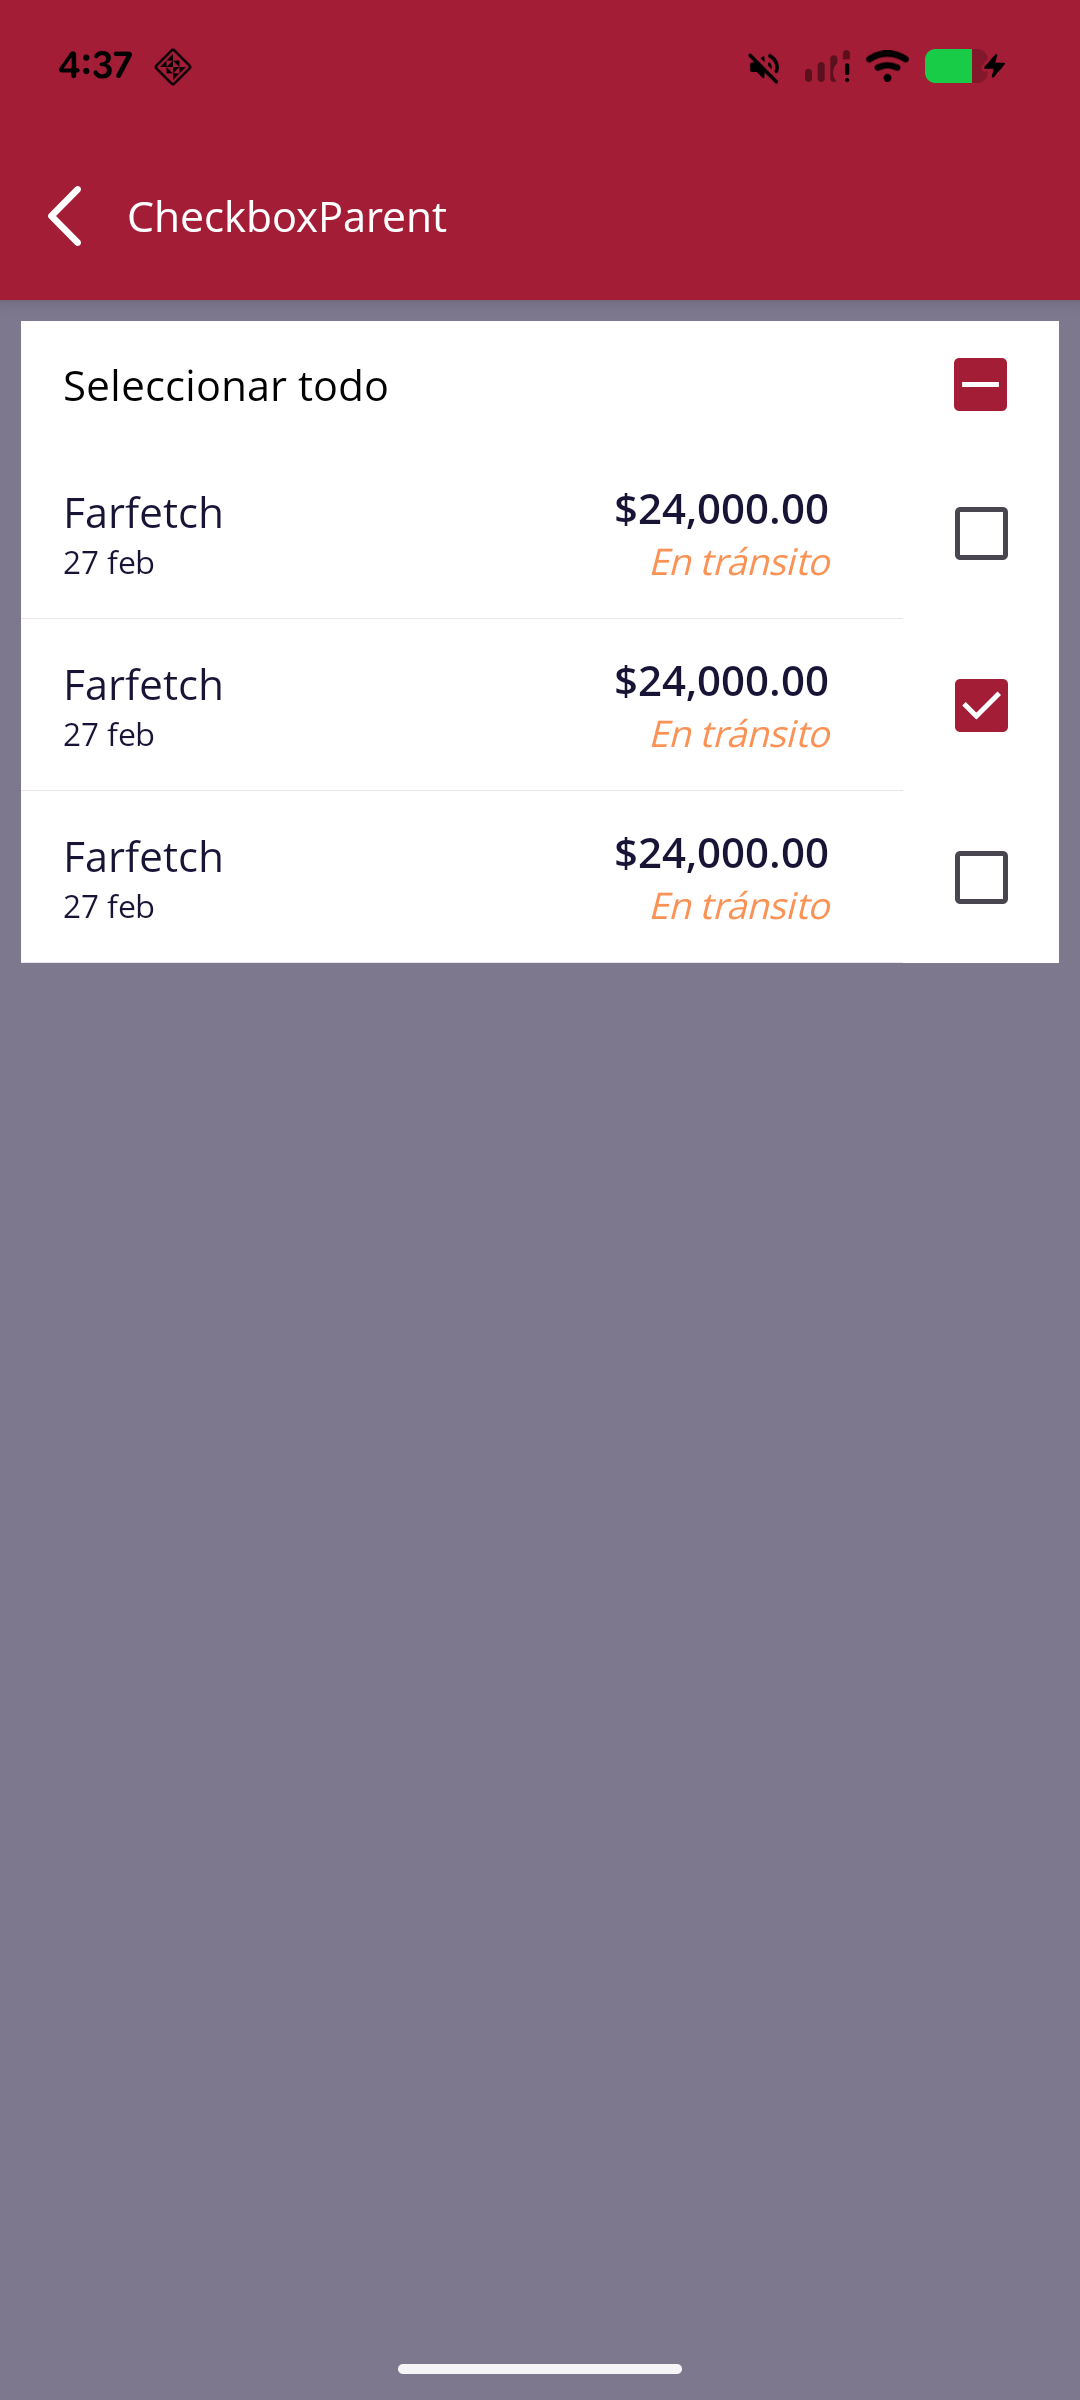 4:37
CheckboxParent
Seleccionar todo
Farfetch
$24,000.00
27 feb
En tránsito
Farfetch
$24,000.00
27 feb
En tránsito
Farfetch
$24,000.00
27 feb
En tránsito